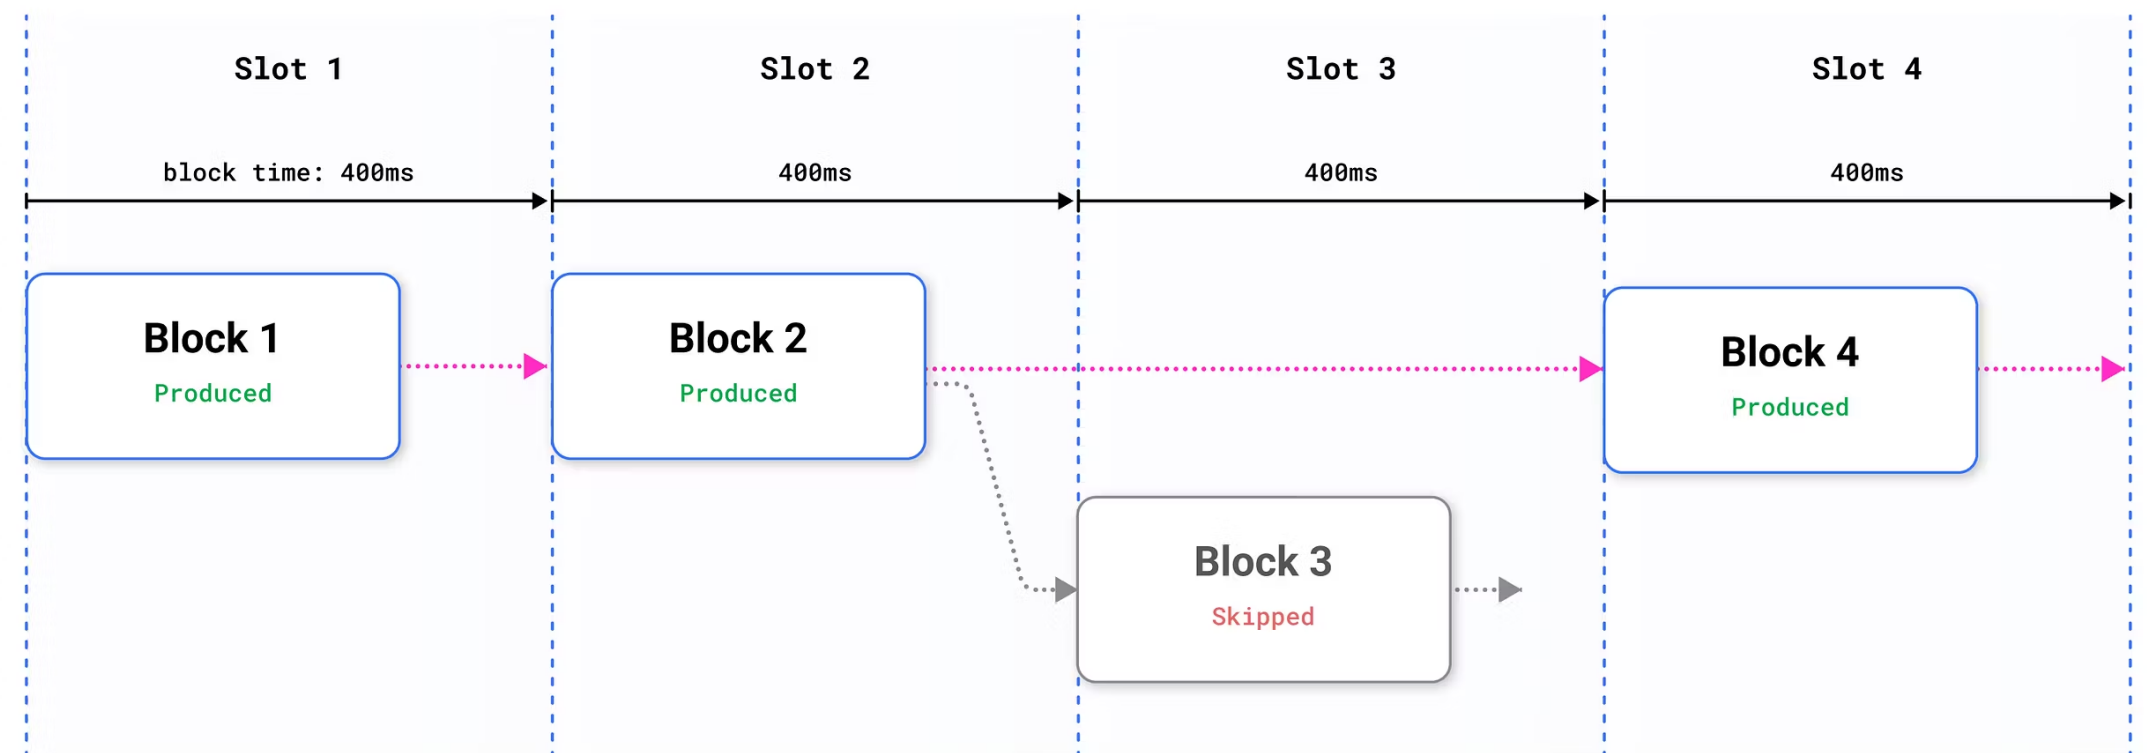 Slot 1
Slot 2
Slot 3
Slot 4
block time: 400ms
400ms
400ms
400ms
Block 1
Produced
Block 2
Produced
Block 4
Produced
Block 3
Skipped